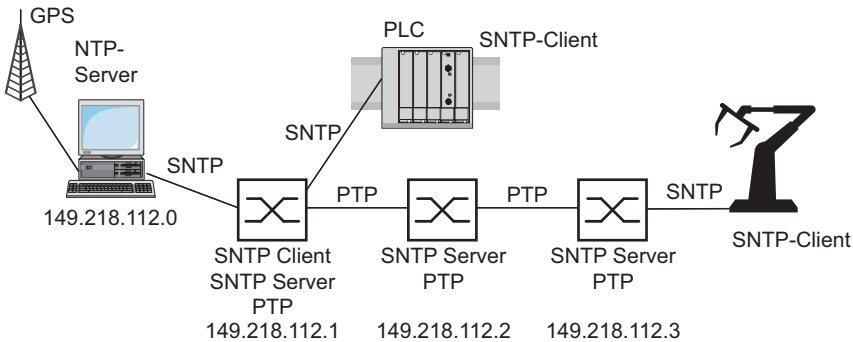 GPS
NTP-
Server
PLC
SNTP-Client
SNTP
SNTP
PTP
PTP
SNTP
149.218.112.0
SNTP-Client
SNTP Client
SNTP Server
PTP
149.218.112.1
SNTP Server
PTP
149.218.112.2
SNTP Server
PTP
149.218.112.3